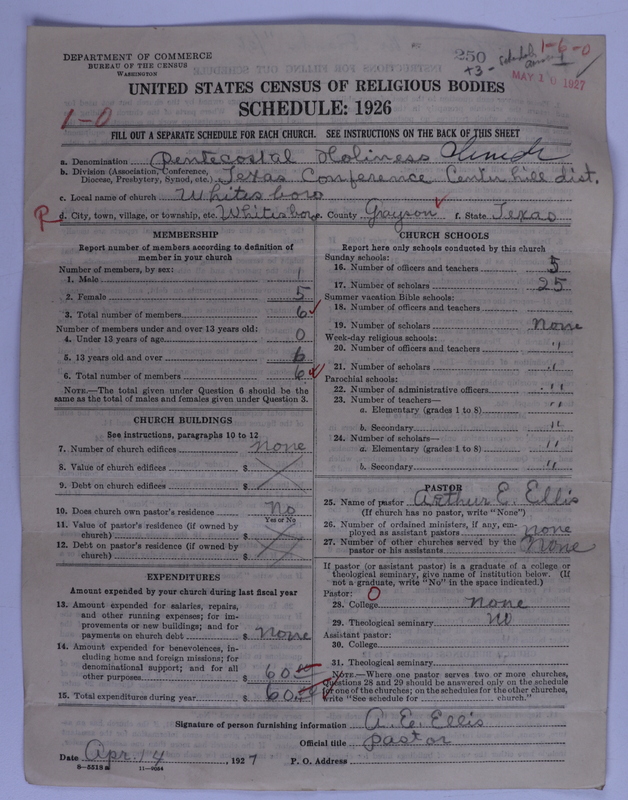 DEPARTMENT OF COMMERCE
BUREAU OF THE CENSUS
WASHINGTON
250
+3-
1-6-0
MAY 10 1927
UNITED STATES CENSUS OF RELIGIOUS BODIES
SCHEDULE: 1926
1-0
FILL OUT A SEPARATE SCHEDULE FOR EACH CHURCH. SEE INSTRUCTIONS ON THE BACK OF THIS SHEET
a. Denomination Pentecostal Holiness Church
b. Division (Association, Conference, Diocese, Presbytery, Synod, etc.) Texas Conference Center hill dist.
c. Local name of church Whitesboro
R d. City, town, village, or township, etc. Whitesboro e. County Grayson f. State Texas
MEMBERSHIP
Report number of members according to definition of
member in your church
Number of members, by sex:
1. Male 1
2. Female 5
3. Total number of members 6
Number of members under and over 13 years old:
4. Under 13 years of age 0
5. 13 years old and over 6
6. Total number of members 6
NOTE.—The total given under Question 6 should be the
same as the total of males and females given under Question 3.
CHURCH BUILDINGS
See instructions, paragraphs 10 to 12
7. Number of church edifices none
8. Value of church edifices $
9. Debt on church edifices $
10. Does church own pastor's residence? No
Yes or No
11. Value of pastor's residence (if owned by
church) $
12. Debt on pastor's residence (if owned by
church) $
EXPENDITURES
Amount expended by your church during last fiscal year
13. Amount expended for salaries, repairs,
and other running expenses; for im-
provements or new buildings; and for
payments on church debt $ None
14. Amount expended for benevolences, in-
cluding home and foreign missions; for
denominational support; and for all
other purposes $ 60
15. Total expenditures during year $ 60
CHURCH SCHOOLS
Report here only schools conducted by this church
Sunday schools:
16. Number of officers and teachers 5
17. Number of scholars 25
Summer vacation Bible schools:
18. Number of officers and teachers
19. Number of scholars None
Week-day religious schools:
20. Number of officers and teachers "
21. Number of scholars "
Parochial schools:
22. Number of administrative officers "
23. Number of teachers—
a. Elementary (grades 1 to 8) "
b. Secondary "
24. Number of scholars—
a. Elementary (grades 1 to 8) "
b. Secondary "
PASTOR
25. Name of pastor Arthur E. Ellis
(If church has no pastor, write "None")
26. Number of ordained ministers, if any, em-
ployed as assistant pastors none
27. Number of other churches served by the
pastor or his assistants None
If pastor (or assistant pastor) is a graduate of a college or
theological seminary, give name of institution below. (If
not a graduate, write "No" in the space indicated.)
Pastor: 0
28. College none
29. Theological seminary no
Assistant pastor:
30. College
31. Theological seminary
NOTE.—Where one pastor serves two or more churches,
questions 28 and 29 should be answered only on the schedule
for one of the churches; on the schedules for the other churches,
write "See schedule for church."
Signature of person furnishing information A. E. Ellis
Official title pastor
Date Apr. 14, 1927 P. O. Address
8-5518a 11-9064